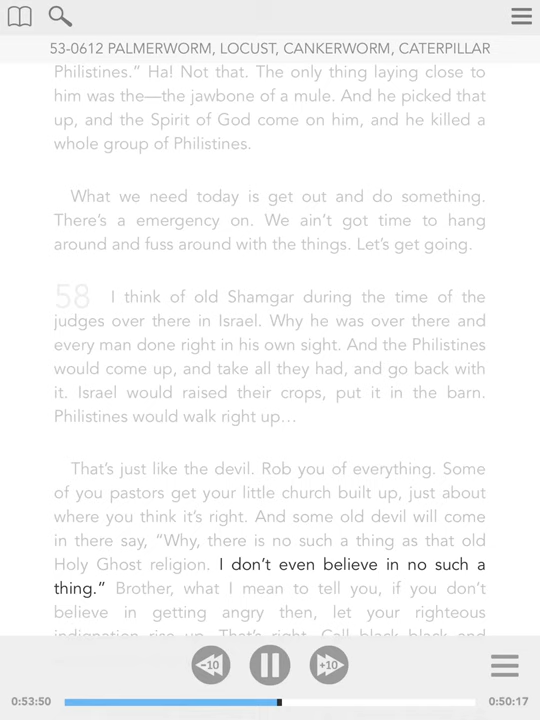 53-0612 PALMERWORM, LOCUST, CANKERWORM, CATERPILLAR
Philistines.” Ha! Not that. The only thing laying close to
him was the—the jawbone of a mule. And he picked that
up, and the Spirit of God come on him, and he killed a
whole group of Philistines.
What we need today is get out and do something.
There’s a emergency on. We ain’t got time to hang
around and fuss around with the things. Let’s get going.
58 I think of old Shamgar during the time of the
judges over there in Israel. Why he was over there and
every man done right in his own sight. And the Philistines
would come up, and take all they had, and go back with
it. Israel would raised their crops, put it in the barn.
Philistines would walk right up…
That’s just like the devil. Rob you of everything. Some
of you pastors get your little church built up, just about
where you think it’s right. And some old devil will come
in there say, “Why, there is no such a thing as that old
Holy Ghost religion. I don’t even believe in no such a
thing.” Brother, what I mean to tell you, if you don’t
believe in getting angry then, let your righteous
indignation rise up. That’s right. Call black black and
-10 +10
0:53:50 0:50:17